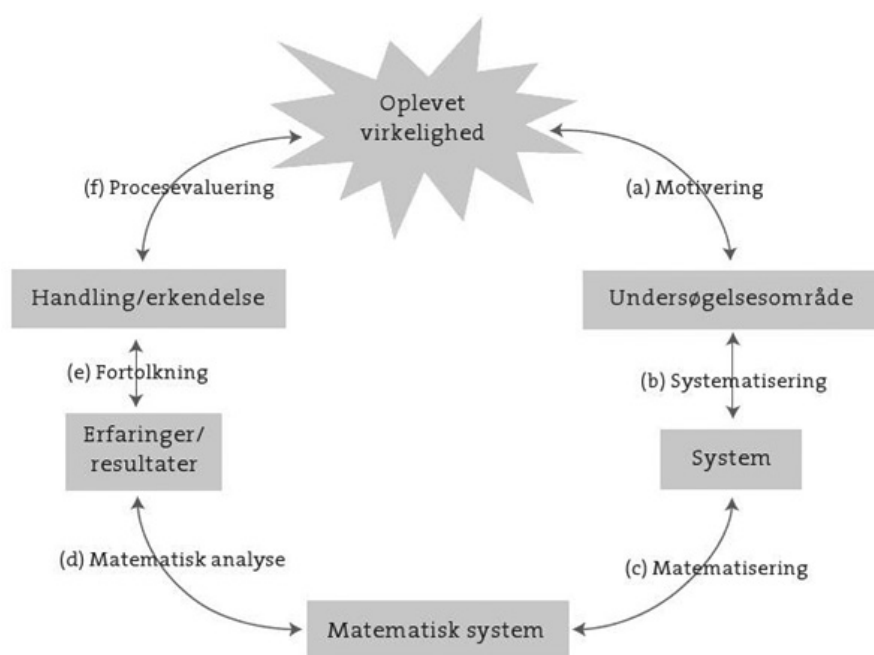 Oplevet
virkelighed
(f) Procesevaluering
(a) Motivering
Handling/erkendelse
Undersøgelsesområde
(e) Fortolkning
(b) Systematisering
Erfaringer/
resultater
System
(d) Matematisk analyse
(c) Matematisering
Matematisk system